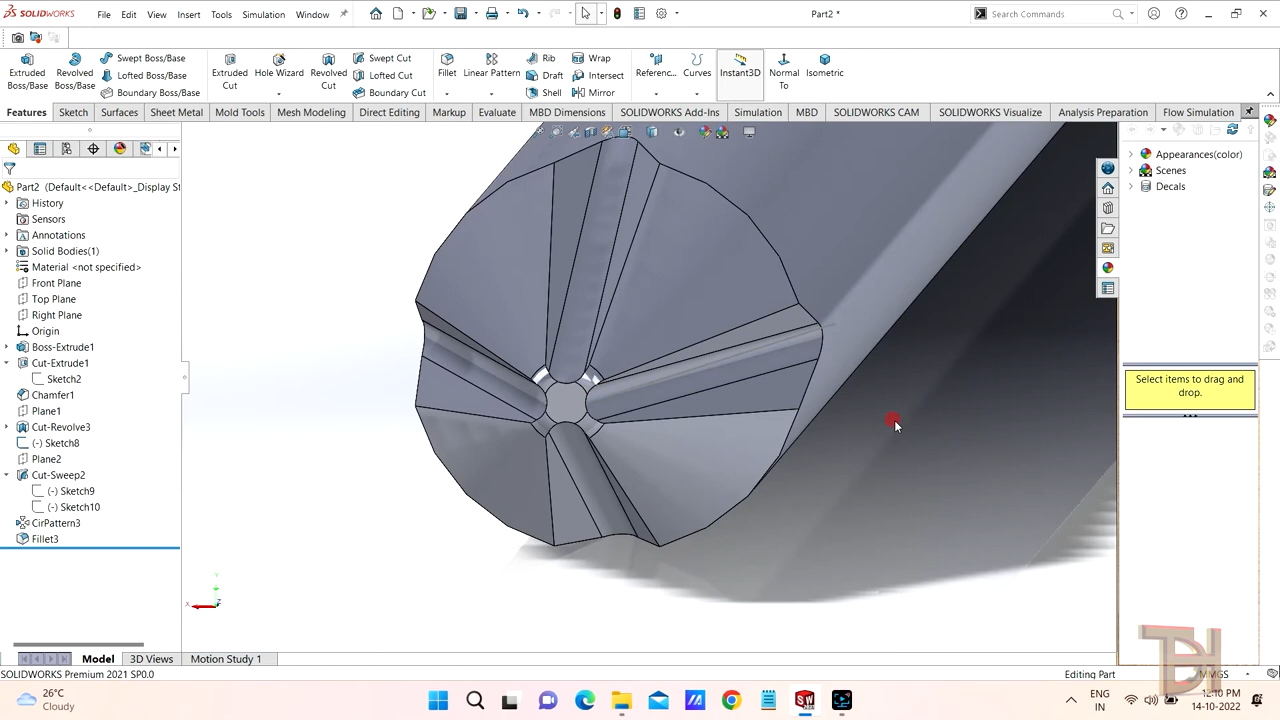 SOLIDWORKS File Edit View Insert Tools Simulation Window Part2 * Search Commands
Extruded Boss/Base Revolved Boss/Base Swept Boss/Base Lofted Boss/Base Boundary Boss/Base Extruded Cut Hole Wizard Revolved Cut Swept Cut Lofted Cut Boundary Cut Fillet Linear Pattern Rib Draft Shell Wrap Intersect Mirror Referenc... Curves Instant3D Normal To Isometric
Features Sketch Surfaces Sheet Metal Mold Tools Mesh Modeling Direct Editing Markup Evaluate MBD Dimensions SOLIDWORKS Add-Ins Simulation MBD SOLIDWORKS CAM SOLIDWORKS Visualize Analysis Preparation Flow Simulation
Part2 (Default<<Default>_Display St
History
Sensors
Annotations
Solid Bodies(1)
Material <not specified>
Front Plane
Top Plane
Right Plane
Origin
Boss-Extrude1
Cut-Extrude1
Sketch2
Chamfer1
Plane1
Cut-Revolve3
(-) Sketch8
Plane2
Cut-Sweep2
(-) Sketch9
(-) Sketch10
CirPattern3
Fillet3
Appearances(color)
Scenes
Decals
Select items to drag and
drop.
Y
X
Z
Model 3D Views Motion Study 1
SOLIDWORKS Premium 2021 SP0.0 Editing Part MMGS
26°C
Cloudy
ENG
IN
12:10 PM
14-10-2022